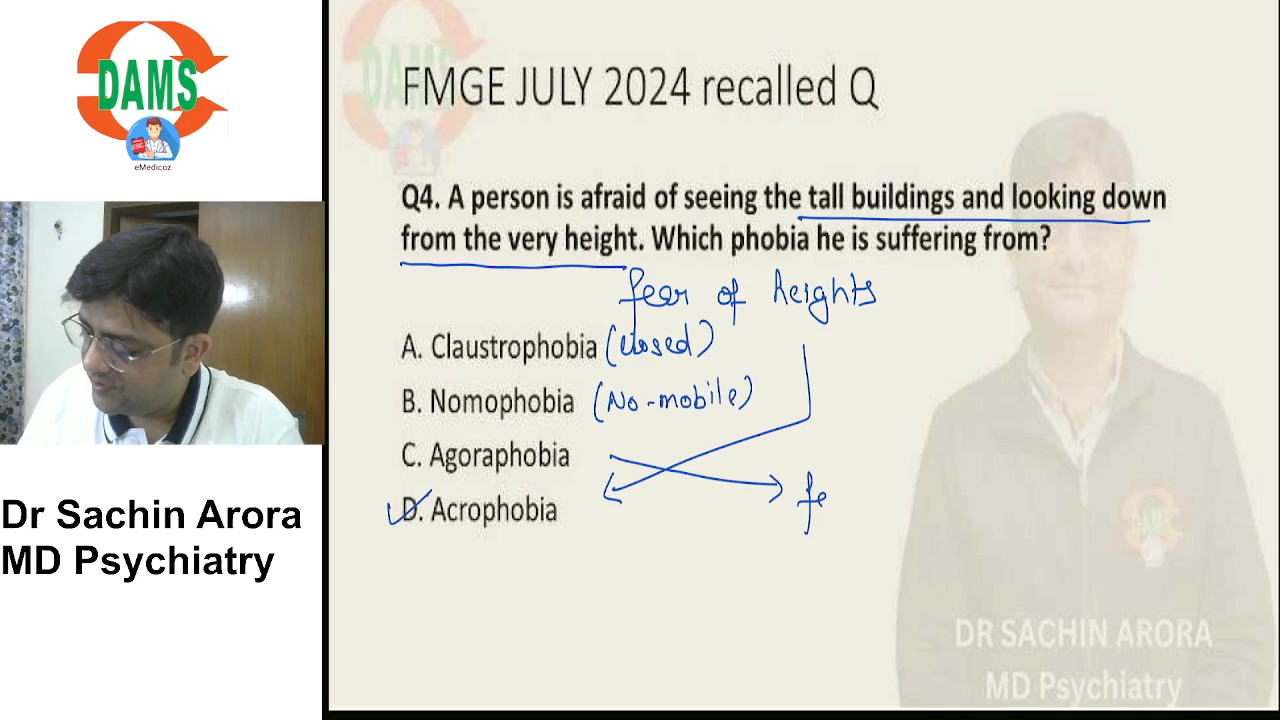 DAMS
eMedicoz
FMGE JULY 2024 recalled Q
Q4. A person is afraid of seeing the tall buildings and looking down
from the very height. Which phobia he is suffering from?
fear of heights
A. Claustrophobia (closed)
B. Nomophobia (No-mobile)
C. Agoraphobia
fe
D. Acrophobia
Dr Sachin Arora
MD Psychiatry
DAMS
DAMS
DR SACHIN ARORA
MD Psychiatry